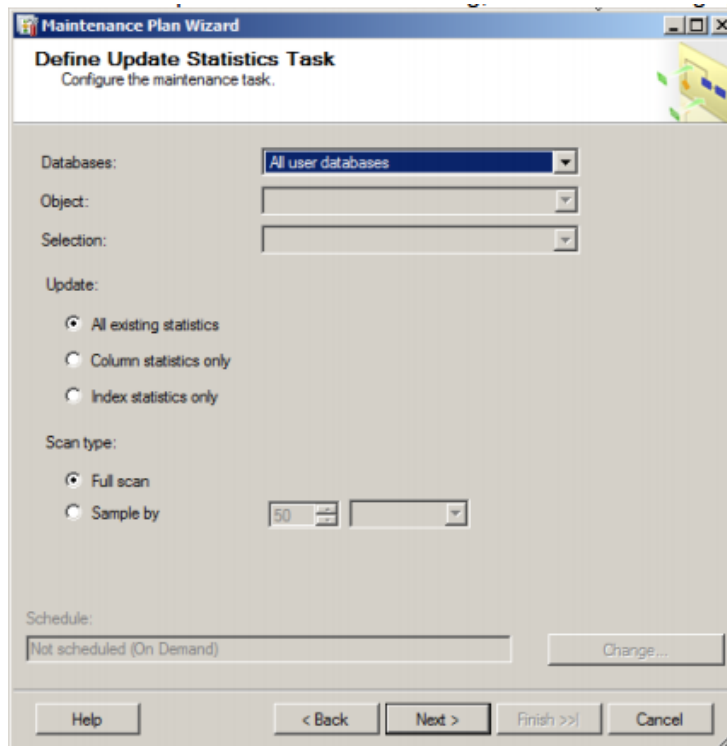 Maintenance Plan Wizard
Define Update Statistics Task
Configure the maintenance task.
Databases: All user databases
Object:
Selection:
Update:
All existing statistics
Column statistics only
Index statistics only
Scan type:
Full scan
Sample by 50
Schedule:
Not scheduled (On Demand) Change...
Help < Back Next > Finish >>| Cancel